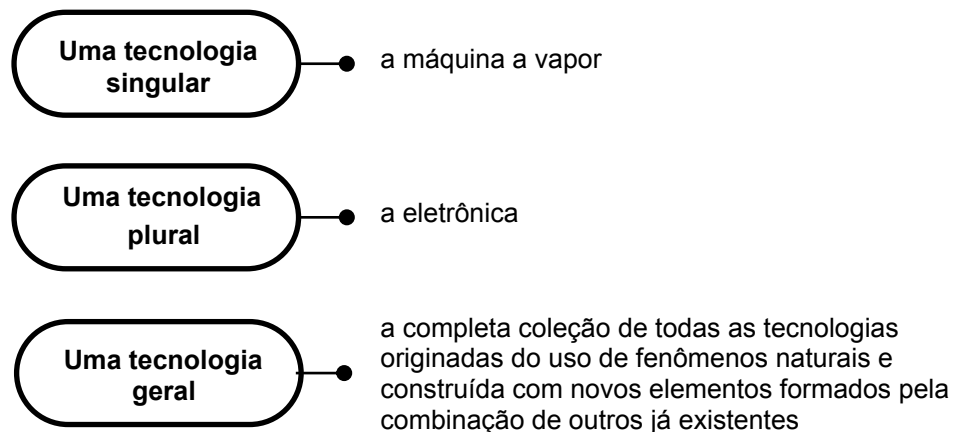 Uma tecnologia
singular
a máquina a vapor
Uma tecnologia
plural
a eletrônica
Uma tecnologia
geral
a completa coleção de todas as tecnologias
originadas do uso de fenômenos naturais e
construída com novos elementos formados pela
combinação de outros já existentes